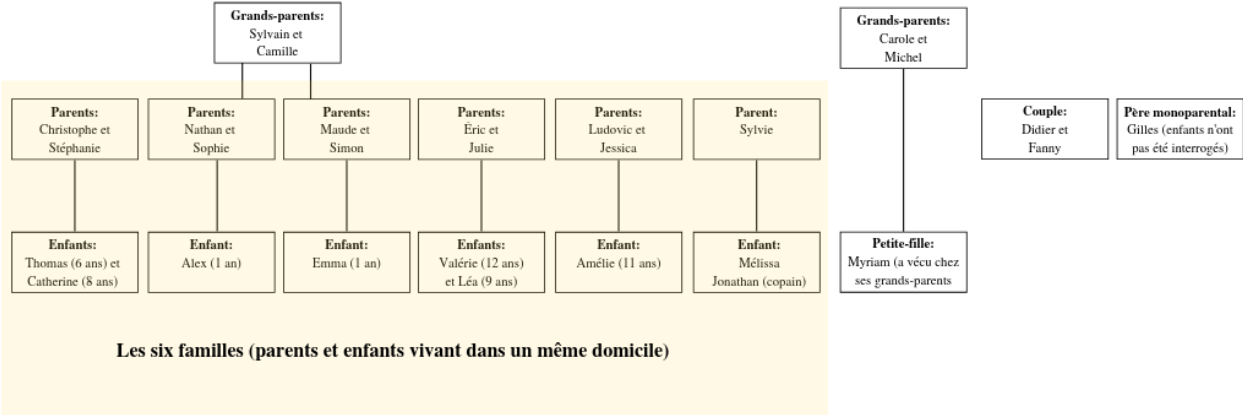 Grands-parents:
Sylvain et
Camille
Grands-parents:
Carole et
Michel
Parents:
Christophe et
Stéphanie
Parents:
Nathan et
Sophie
Parents:
Maude et
Simon
Parents:
Éric et
Julie
Parents:
Ludovic et
Jessica
Parent:
Sylvie
Couple:
Didier et
Fanny
Père monoparental:
Gilles (enfants n'ont
pas été interrogés)
Enfants:
Thomas (6 ans) et
Catherine (8 ans)
Enfant:
Alex (1 an)
Enfant:
Emma (1 an)
Enfants:
Valérie (12 ans)
et Léa (9 ans)
Enfant:
Amélie (11 ans)
Enfant:
Mélissa
Jonathan (copain)
Petite-fille:
Myriam (a vécu chez
ses grands-parents
Les six familles (parents et enfants vivant dans un même domicile)